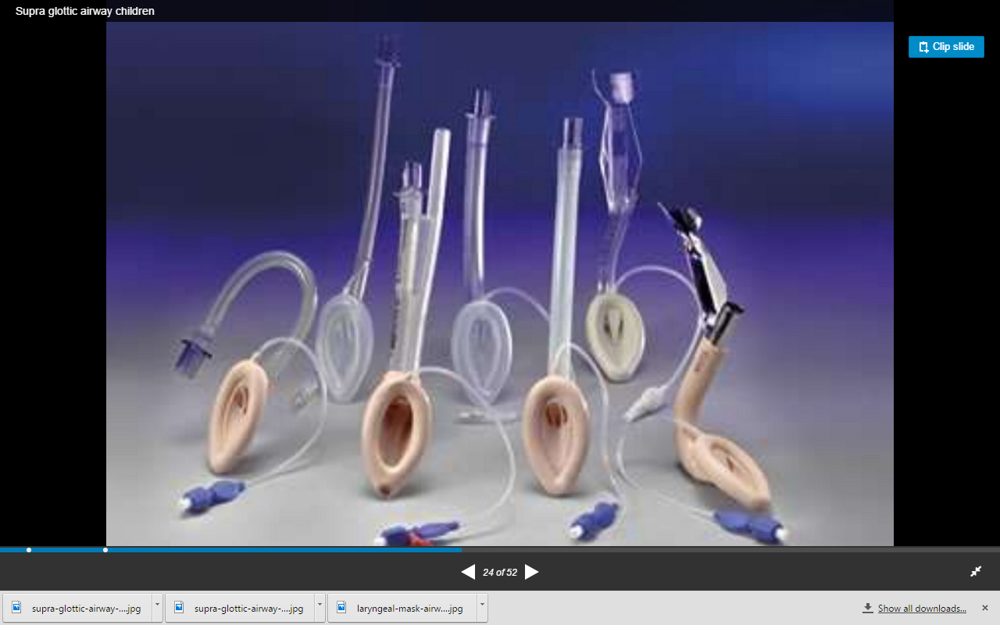 Supra glottic airway children
Clip slide
24 of 52
supra-glottic-airway-....jpg
supra-glottic-airway-....jpg
laryngeal-mask-airw....jpg
Show all downloads...